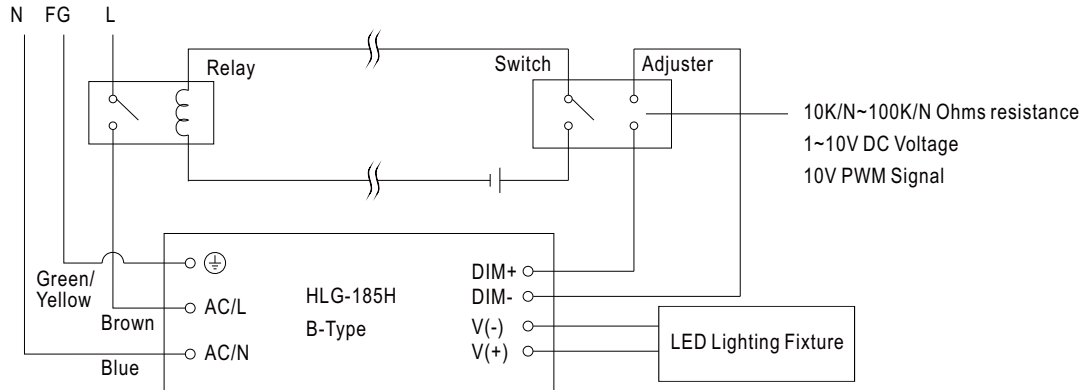 N FG L
Relay
Switch
Adjuster
10K/N~100K/N Ohms resistance
1~10V DC Voltage
10V PWM Signal
Green/
Yellow
Brown
Blue
AC/L
AC/N
HLG-185H
B-Type
DIM+
DIM-
V(-)
V(+)
LED Lighting Fixture